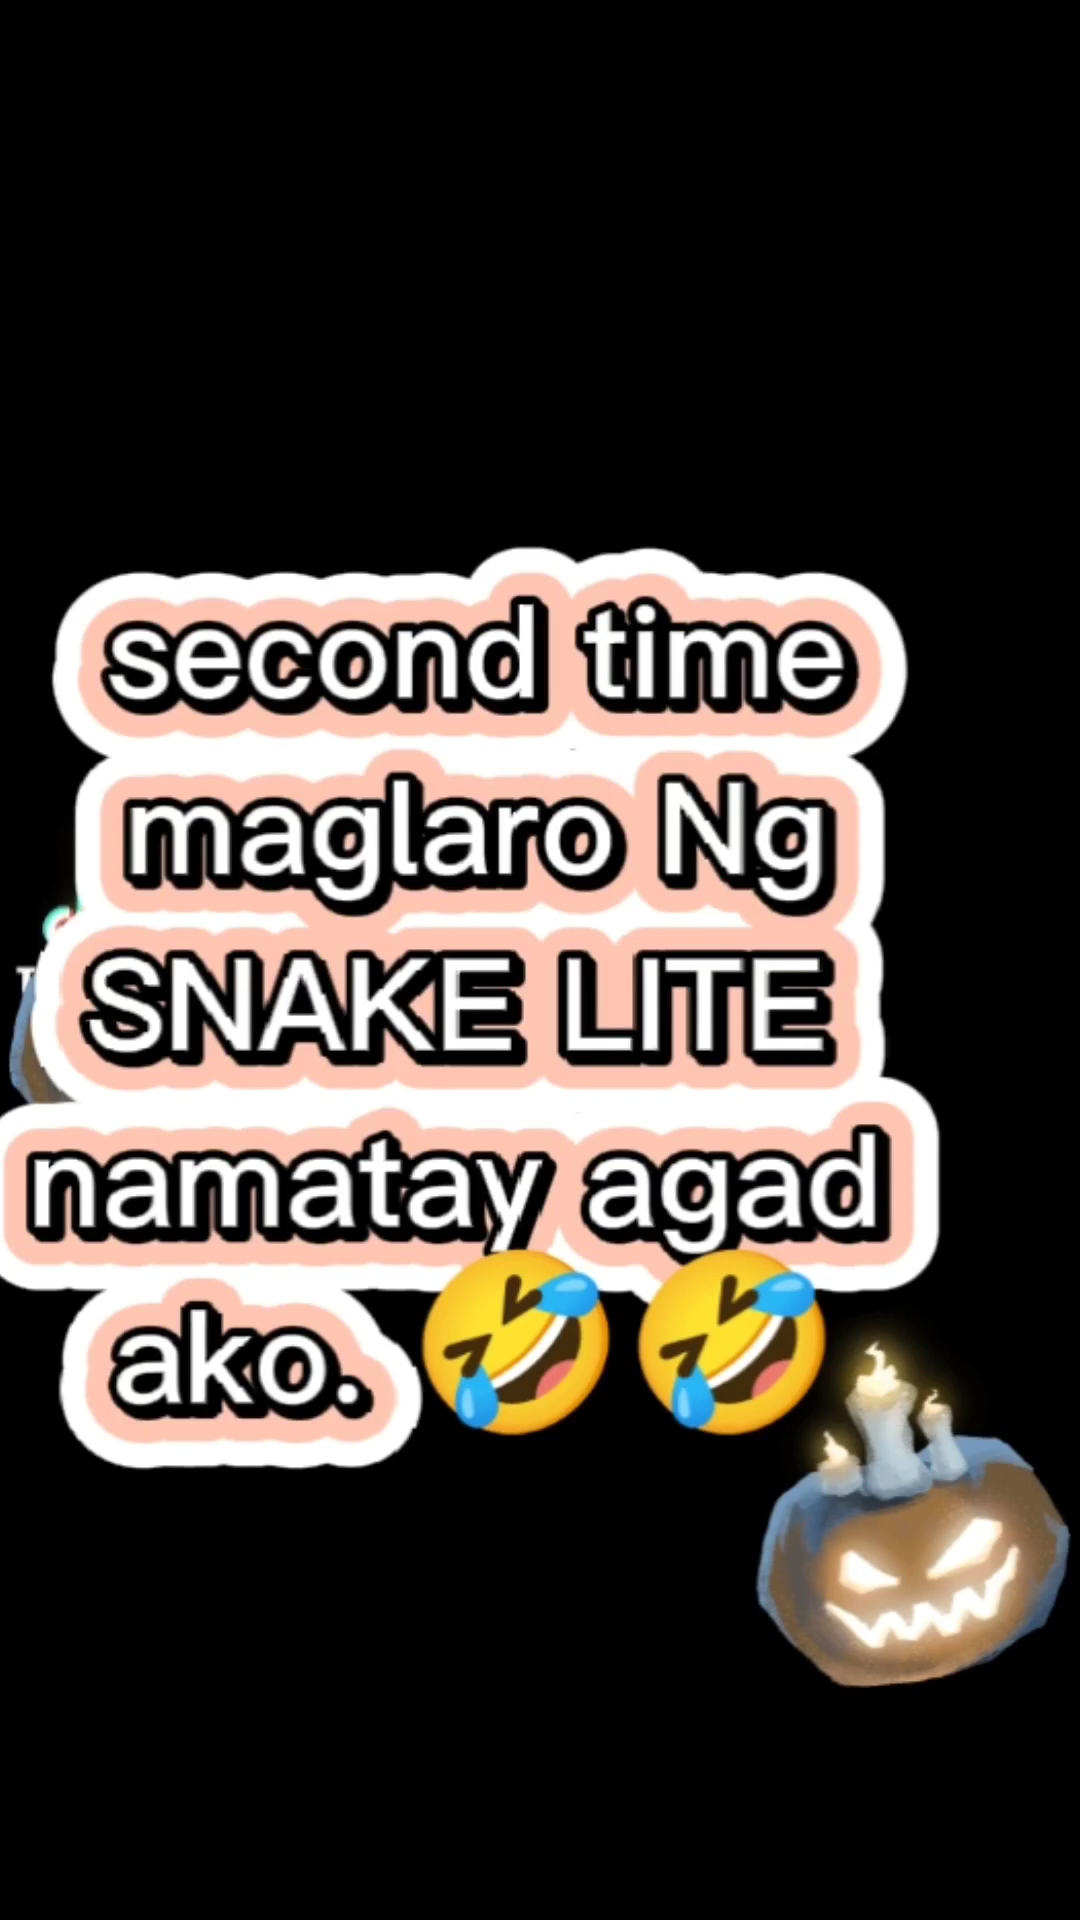 second time
maglaro Ng
SNAKE LITE
namatay agad
ako. 🤣 🤣